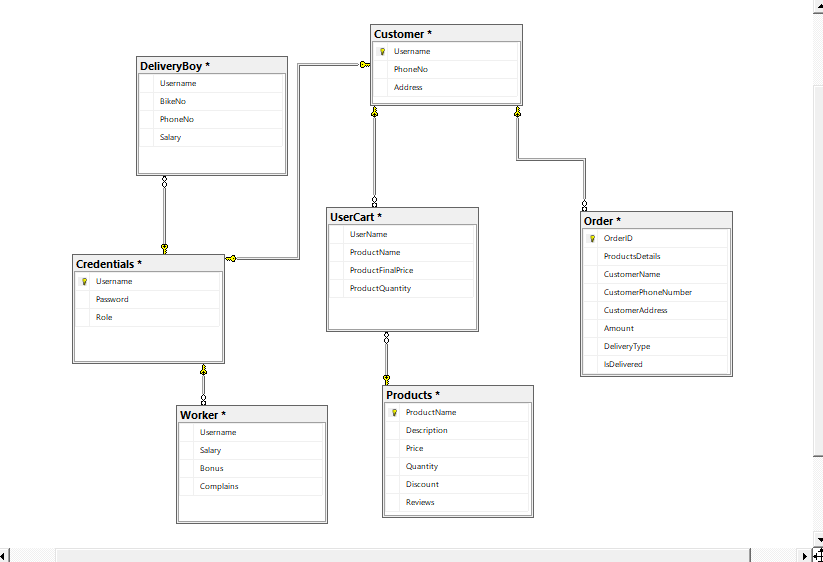 Customer *
Username
PhoneNo
Address
DeliveryBoy *
Username
BikeNo
PhoneNo
Salary
UserCart *
UserName
ProductName
ProductFinalPrice
ProductQuantity
Order *
OrderID
ProductsDetails
CustomerName
CustomerPhoneNumber
CustomerAddress
Amount
DeliveryType
IsDelivered
Credentials *
Username
Password
Role
Products *
ProductName
Description
Price
Quantity
Discount
Reviews
Worker *
Username
Salary
Bonus
Complains